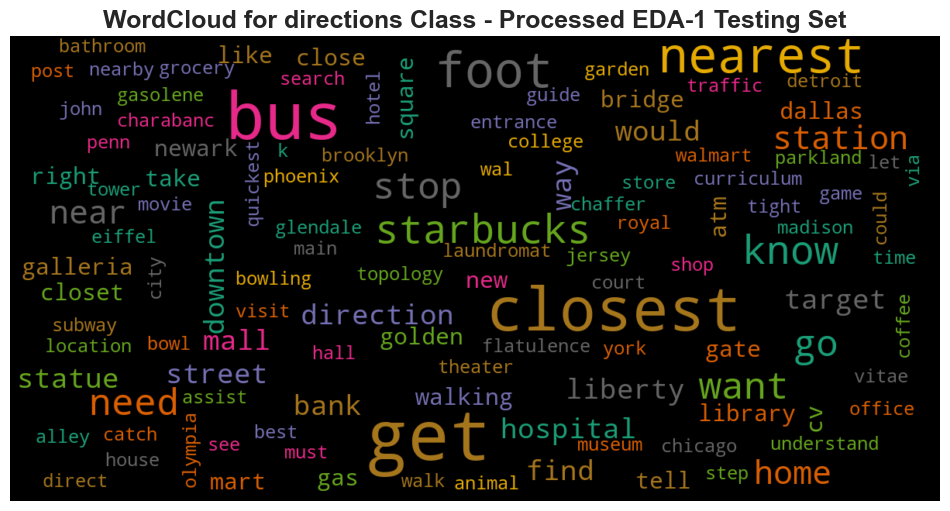 WordCloud for directions Class - Processed EDA-1 Testing Set
bathroom
like
close
nearest
foot
post
nearby
grocery
search
garden
traffic
detroit
gasolene
hotel
square
guide
bridge
dallas
john
charabanc
bus
entrance
would
station
penn
newark
k
brooklyn
college
wal
walmart
parkland
let
via
right
tower
take
quickest
phoenix
stop
way
store
curriculum
game
near
movie
chaffer
royal
atm
tight
could
madison
eiffel
downtown
glendale
starbucks
know
time
main
laundromat
jersey
shop
galleria
city
bowling
topology
new
court
closet
closest
target
visit
direction
golden
subway
location
bowl
mall
hall
flatulence
york
gate
go
coffee
theater
statue
street
assist
walking
liberty
want
vitae
need
bank
get
hospital
library
cv
office
alley
catch
olympia
see
best
must
museum
chicago
understand
house
direct
mart
gas
walk
animal
find
tell
step
home